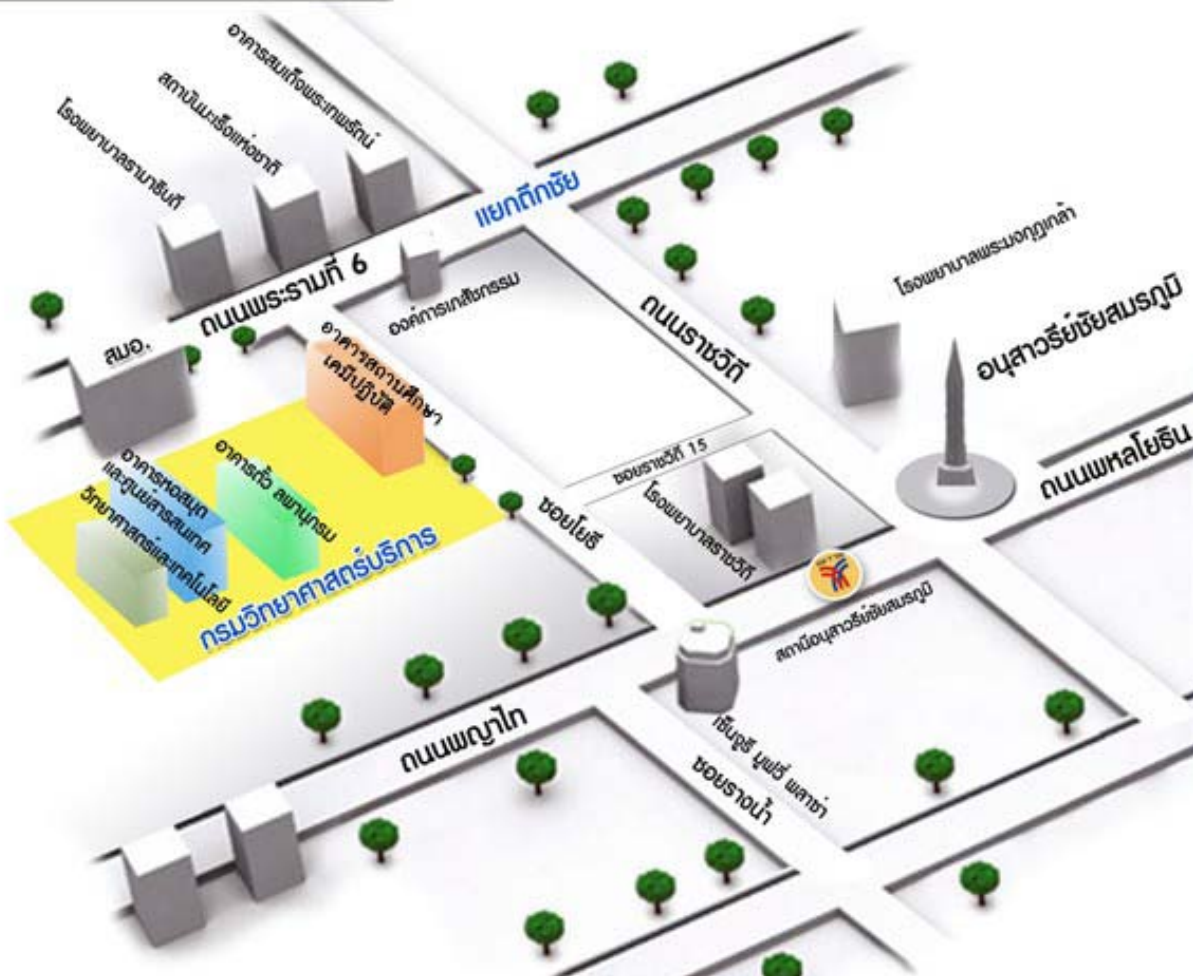 อาคารสมเด็จพระเทพรัตน์
สถาบันมะเร็งแห่งชาติ
โรงพยาบาลรามาธิบดี
แยกตึกชัย
ถนนพระรามที่ 6
องค์การเภสัชกรรม
สมอ.
อาคารสถานศึกษา
เคมีปฏิบัติ
ถนนราชวิถี
โรงพยาบาลพระมงกุฎเกล้า
อนุสาวรีย์ชัยสมรภูมิ
ถนนพหลโยธิน
ซอยราชวิถี 15
โรงพยาบาลราชวิถี
ซอยโยธี
อาคารตั้ว ลพานุกรม
อาคารหอสมุด
และศูนย์สารสนเทศ
วิทยาศาสตร์และเทคโนโลยี
กรมวิทยาศาสตร์บริการ
สถานีอนุสาวรีย์ชัยสมรภูมิ
เซ็นจูรี่ มูฟวี่ พลาซ่า
ถนนพญาไท
ซอยรางน้ำ